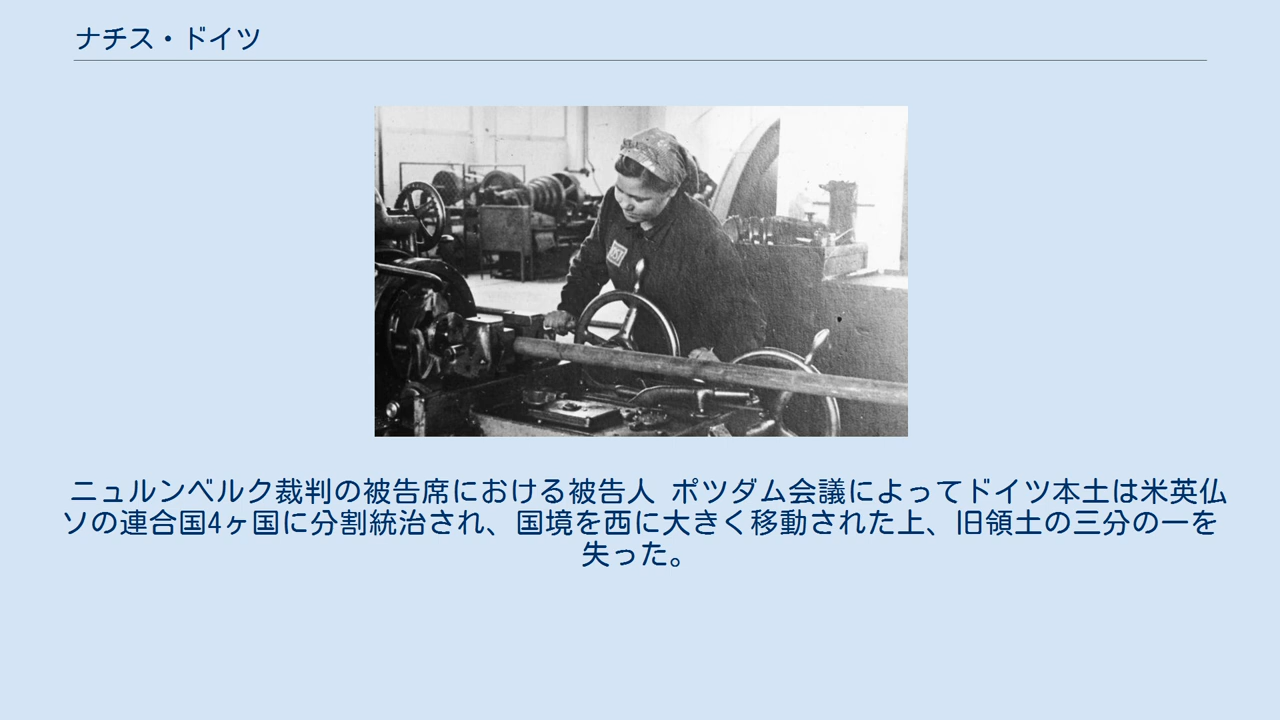 ナチス・ドイツ
ニュルンベルク裁判の被告席における被告人 ポツダム会議によってドイツ本土は米英仏
ソの連合国4ヶ国に分割統治され、国境を西に大きく移動された上、旧領土の三分の一を
失った。